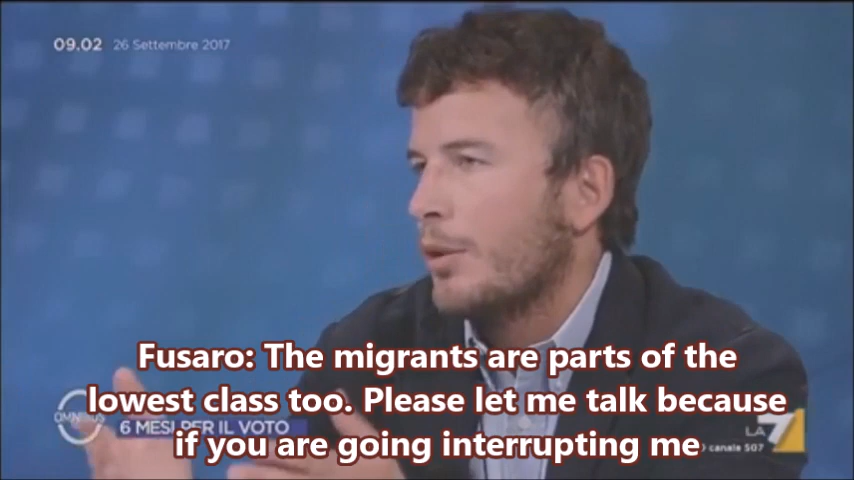 09.02 26 Settembre 2017
Fusaro: The migrants are parts of the
lowest class too. Please let me talk because
if you are going interrupting me
OMNIBUS
6 MESI PER IL VOTO
LA7
canale 507